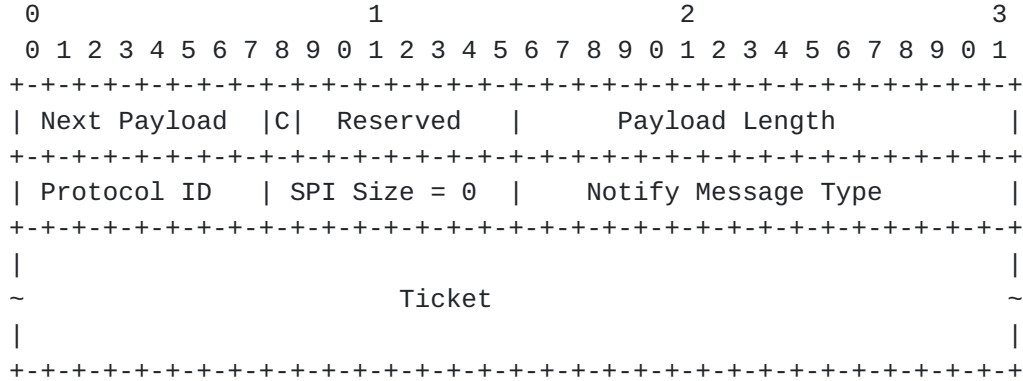 0                   1                   2                   3
 0 1 2 3 4 5 6 7 8 9 0 1 2 3 4 5 6 7 8 9 0 1 2 3 4 5 6 7 8 9 0 1
+-+-+-+-+-+-+-+-+-+-+-+-+-+-+-+-+-+-+-+-+-+-+-+-+-+-+-+-+-+-+-+-+
| Next Payload  |C|  Reserved   |      Payload Length           |
+-+-+-+-+-+-+-+-+-+-+-+-+-+-+-+-+-+-+-+-+-+-+-+-+-+-+-+-+-+-+-+-+
| Protocol ID   | SPI Size = 0  |    Notify Message Type        |
+-+-+-+-+-+-+-+-+-+-+-+-+-+-+-+-+-+-+-+-+-+-+-+-+-+-+-+-+-+-+-+-+
|                                                               |
~                        Ticket                                 ~
|                                                               |
+-+-+-+-+-+-+-+-+-+-+-+-+-+-+-+-+-+-+-+-+-+-+-+-+-+-+-+-+-+-+-+-+